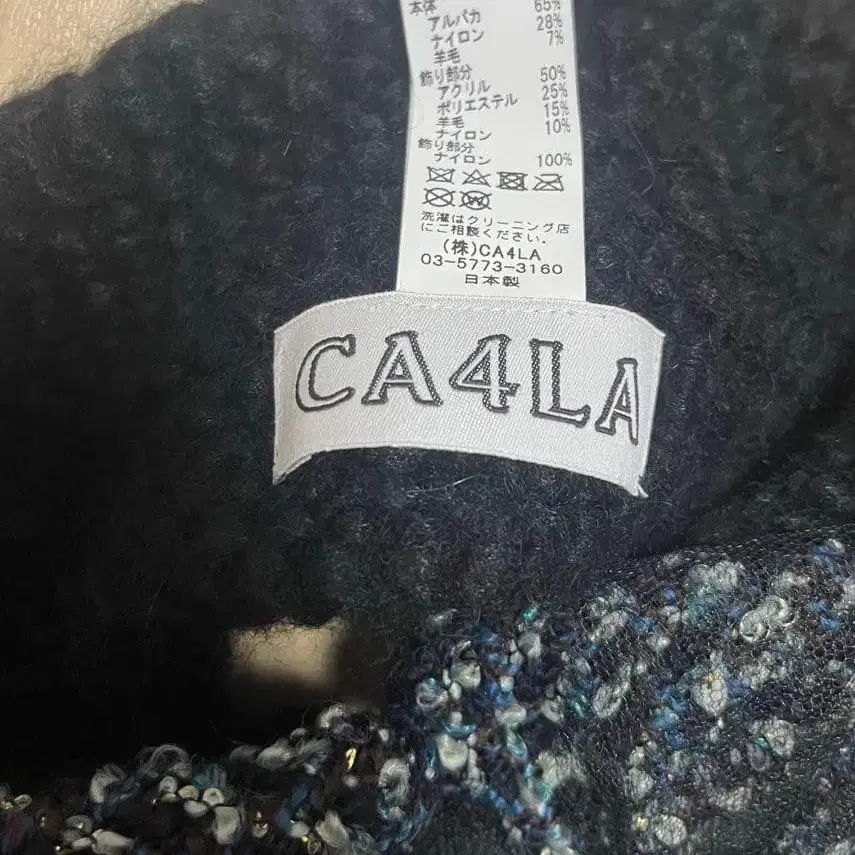 本体 65%
アルパカ 28%
ナイロン 7%
羊毛
飾り部分 50%
アクリル 25%
ポリエステル 15%
羊毛 10%
ナイロン
飾り部分
ナイロン 100%
洗濯はクリーニング店
にご相談ください。
(株)CA4LA
03-5773-3160
日本製
CA4LA